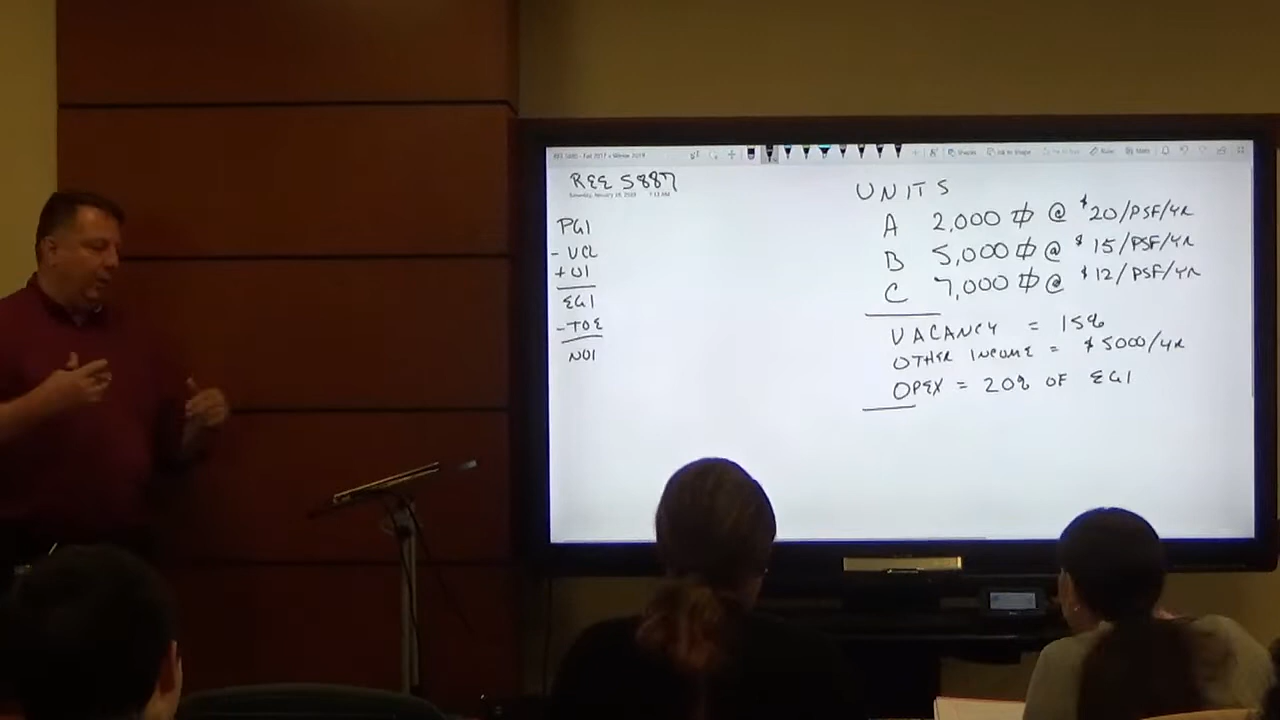 REE 5887
PGI
- VCL
+ OI
EGI
- TOE
NOI
UNITS
A 2,000 ⏀ @ $20/PSF/YR
B 5,000 ⏀ @ $15/PSF/YR
C 7,000 ⏀ @ $12/PSF/YR
VACANCY = 15%
OTHER INCOME = $5000/YR
OPEX = 20% OF EGI